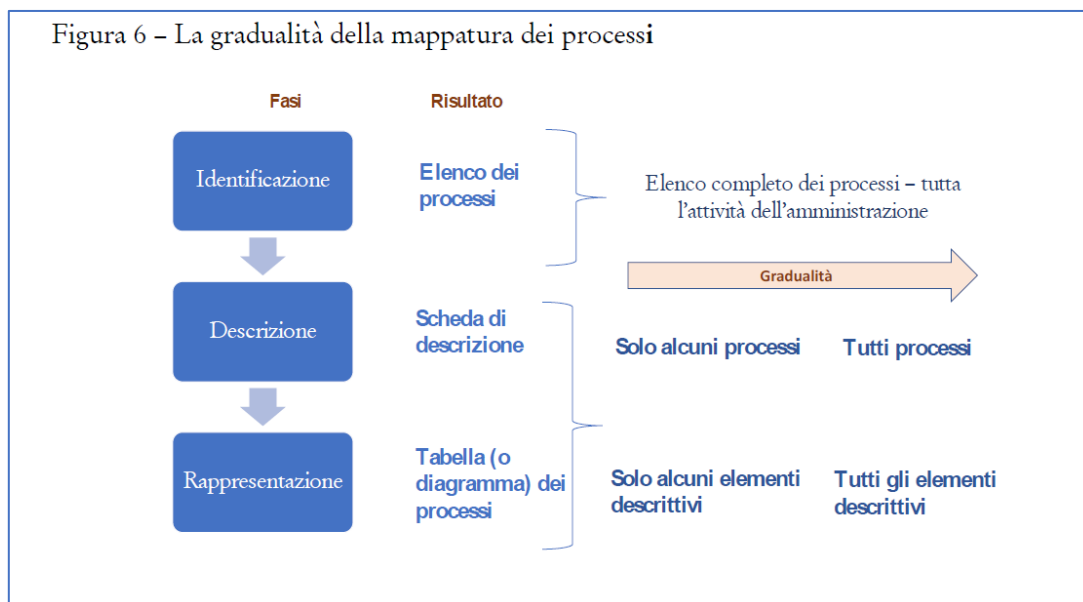 Figura 6 – La gradualità della mappatura dei processi
Fasi
Risultato
Identificazione
Elenco dei
processi
Elenco completo dei processi – tutta
l'attività dell'amministrazione
Gradualità
Descrizione
Scheda di
descrizione
Solo alcuni processi
Tutti processi
Rappresentazione
Tabella (o
diagramma) dei
processi
Solo alcuni elementi
descrittivi
Tutti gli elementi
descrittivi